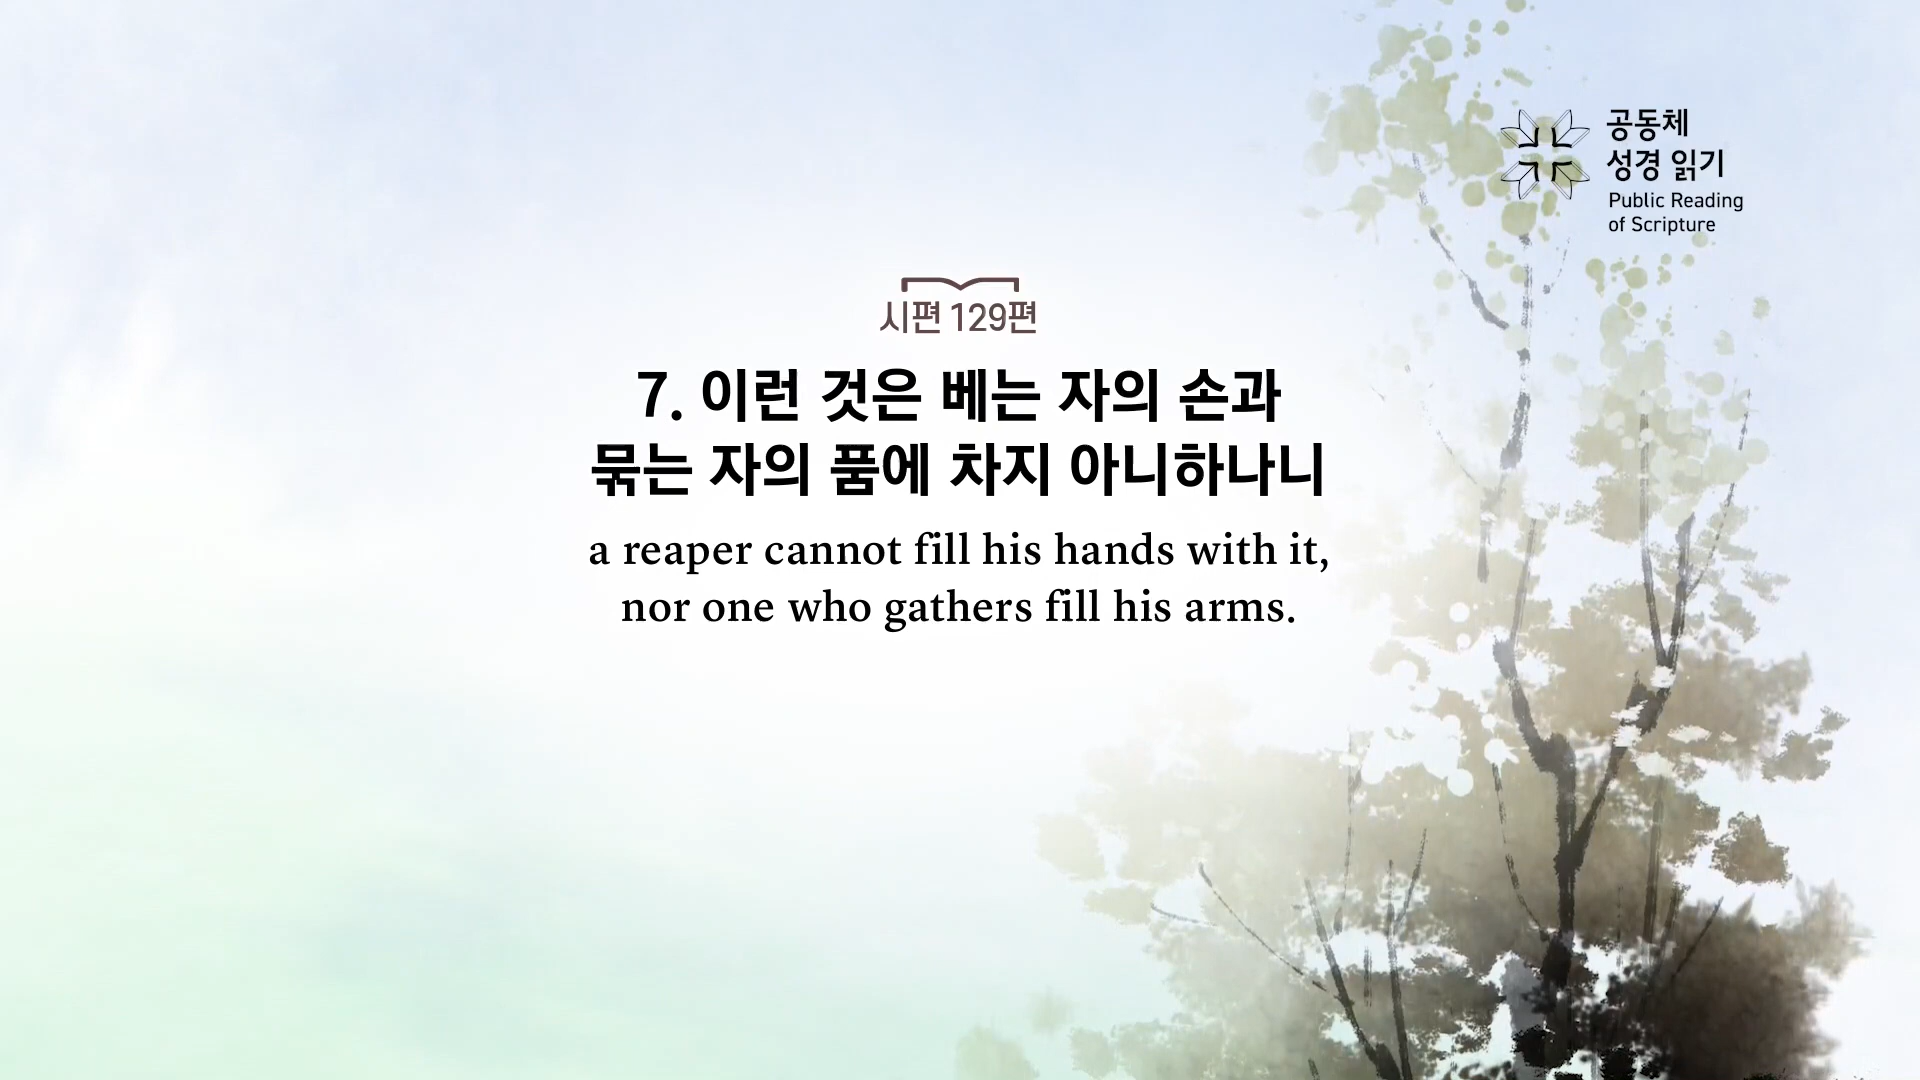 공동체
성경 읽기
Public Reading
of Scripture
시편 129편
7. 이런 것은 베는 자의 손과
묶는 자의 품에 차지 아니하나니
a reaper cannot fill his hands with it,
nor one who gathers fill his arms.